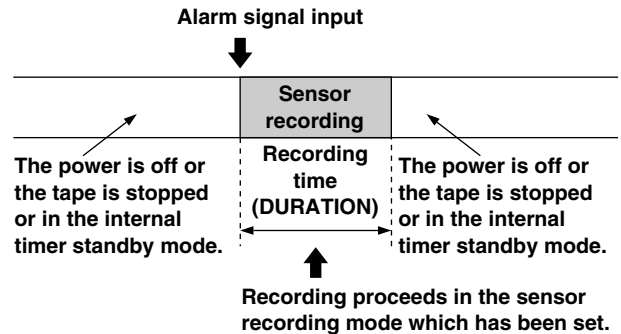 Alarm signal input
Sensor
recording
The power is off or
the tape is stopped
or in the internal
timer standby mode.
Recording
time
(DURATION)
The power is off or
the tape is stopped
or in the internal
timer standby mode.
Recording proceeds in the sensor
recording mode which has been set.